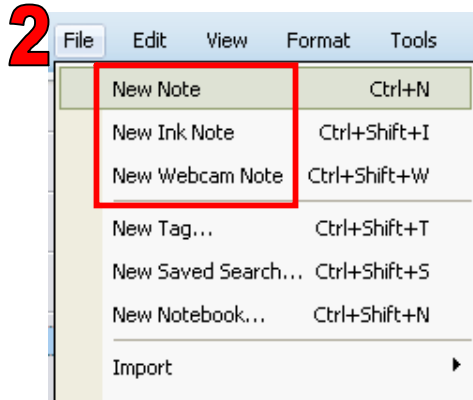 2
File Edit View Format Tools
New Note Ctrl+N
New Ink Note Ctrl+Shift+I
New Webcam Note Ctrl+Shift+W
New Tag... Ctrl+Shift+T
New Saved Search... Ctrl+Shift+S
New Notebook... Ctrl+Shift+N
Import